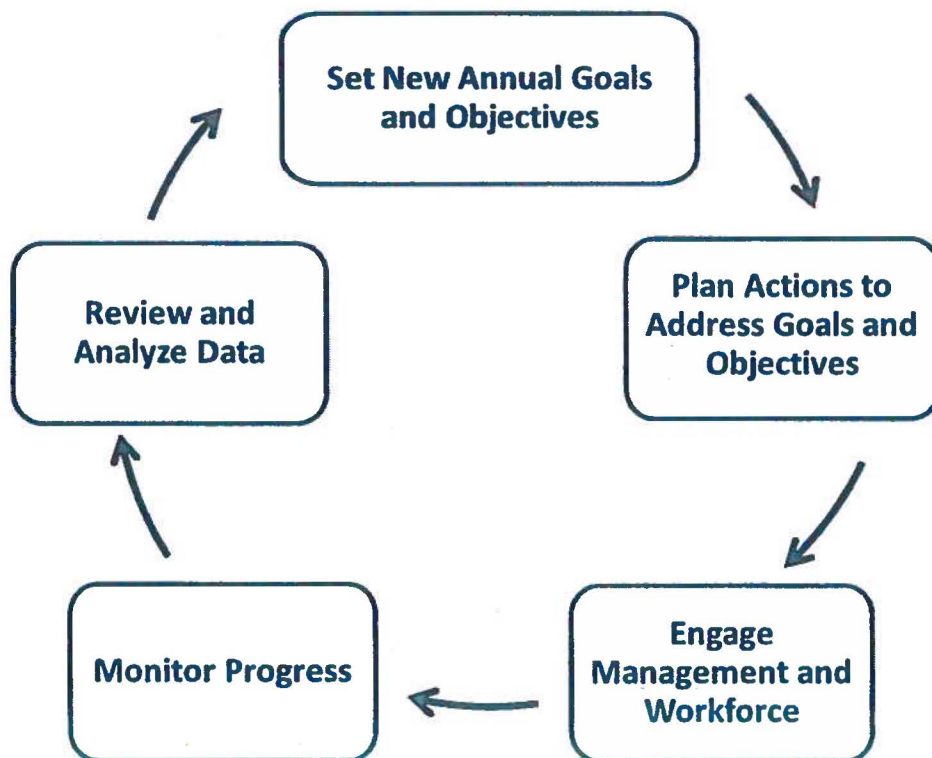 Set New Annual Goals
and Objectives
Plan Actions to
Address Goals and
Objectives
Engage
Management and
Workforce
Monitor Progress
Review and
Analyze Data